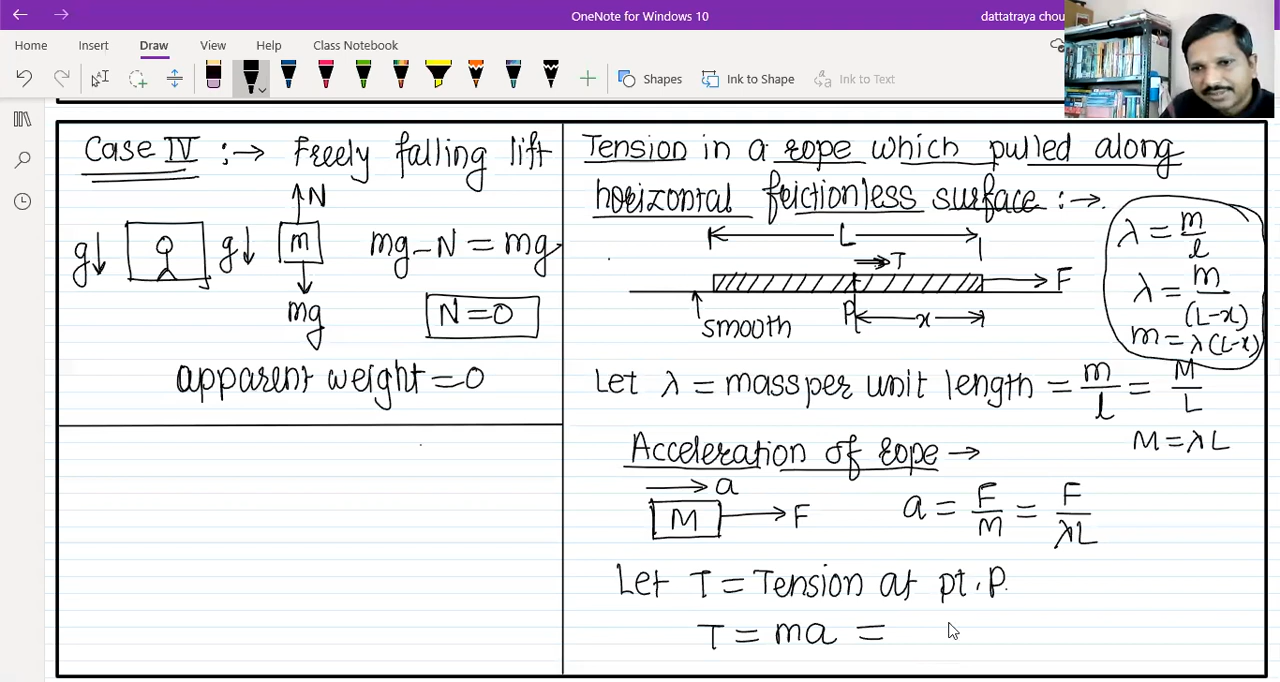 OneNote for Windows 10
dattatraya chou
Home Insert Draw View Help Class Notebook
Shapes Ink to Shape Ink to Text
Case IV :→ Freely falling lift
N
g↓ g↓ m mg-N = mg
mg
N=0
apparent weight=0
Tension in a rope which pulled along
horizontal frictionless surface :→.
L
T
F
smooth
P
x
λ = m/l
λ = m/(L-x)
m = λ(L-x)
Let λ = mass per unit length = m/l = M/L
M = λL
Acceleration of rope →
a
M F
a = F/M = F/λL
Let T = Tension at pt. P.
T = ma =